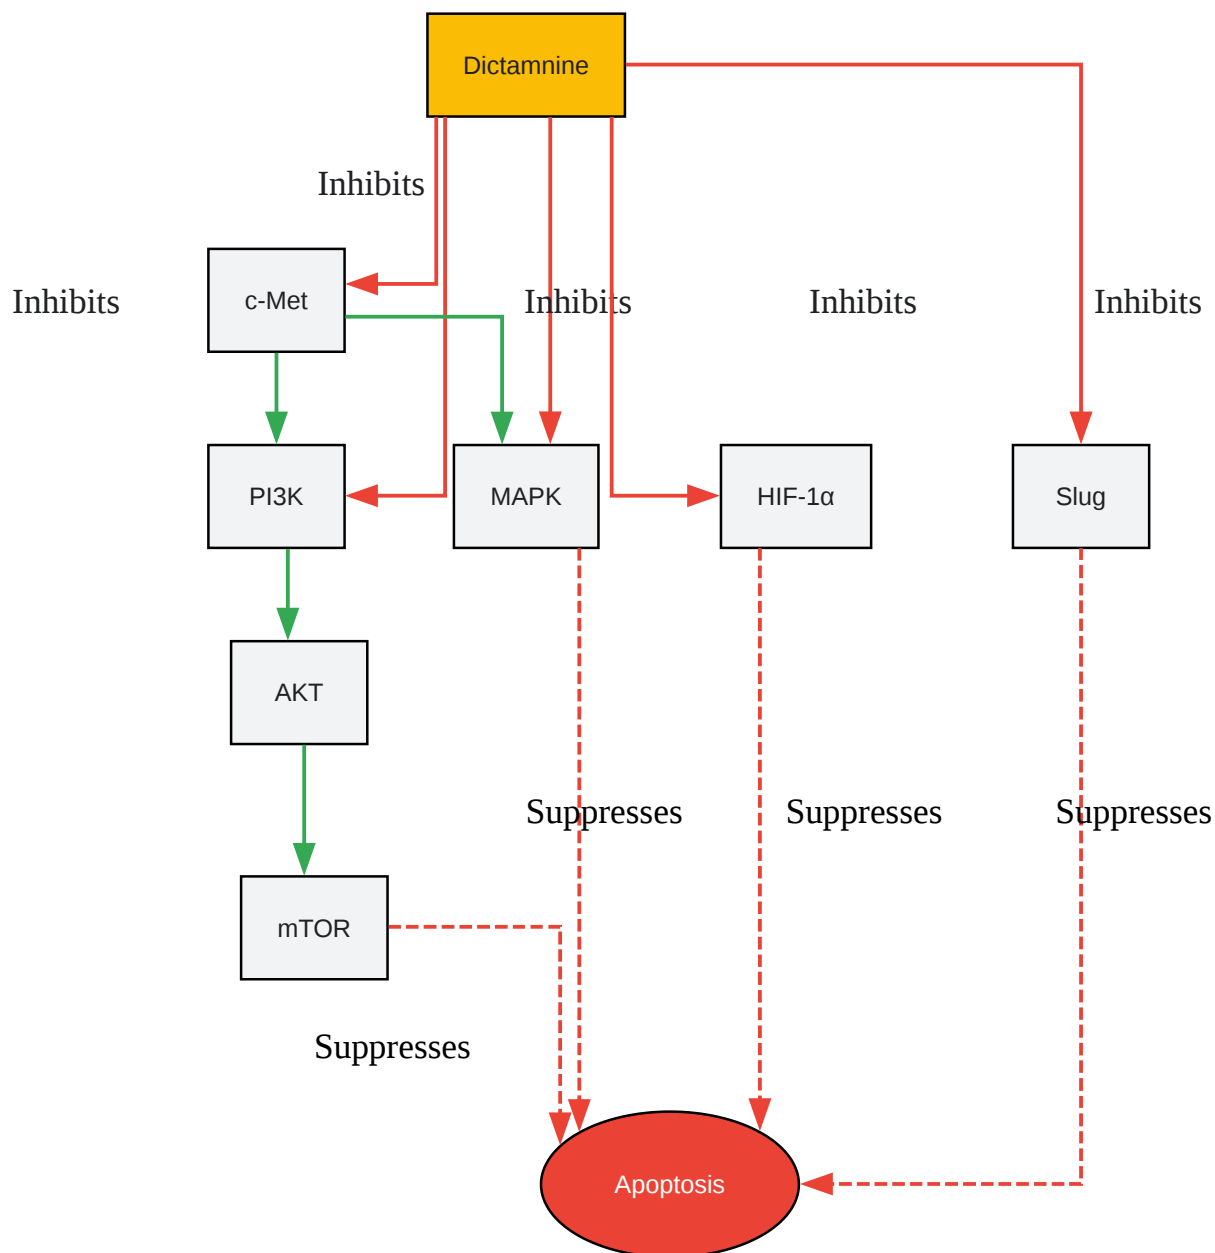 Dictamnine
Inhibits
c-Met
Inhibits
Inhibits
Inhibits
Inhibits
PI3K
MAPK
HIF-1α
Slug
AKT
Suppresses
Suppresses
Suppresses
mTOR
Suppresses
Apoptosis